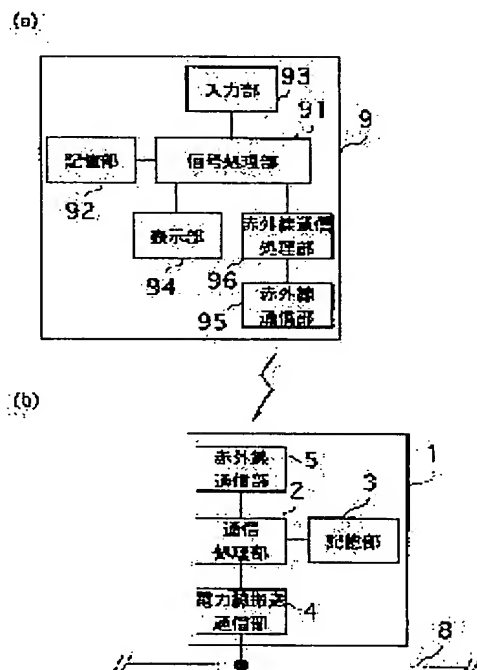 (a)
93
入力部
91
9
記憶部
信号処理部
92
表示部
赤外線通信
処理部
94
96
赤外線
通信部
95
(b)
赤外線
通信部
5
1
2
3
通信
処理部
記憶部
電力線搬送
通信部
4
8